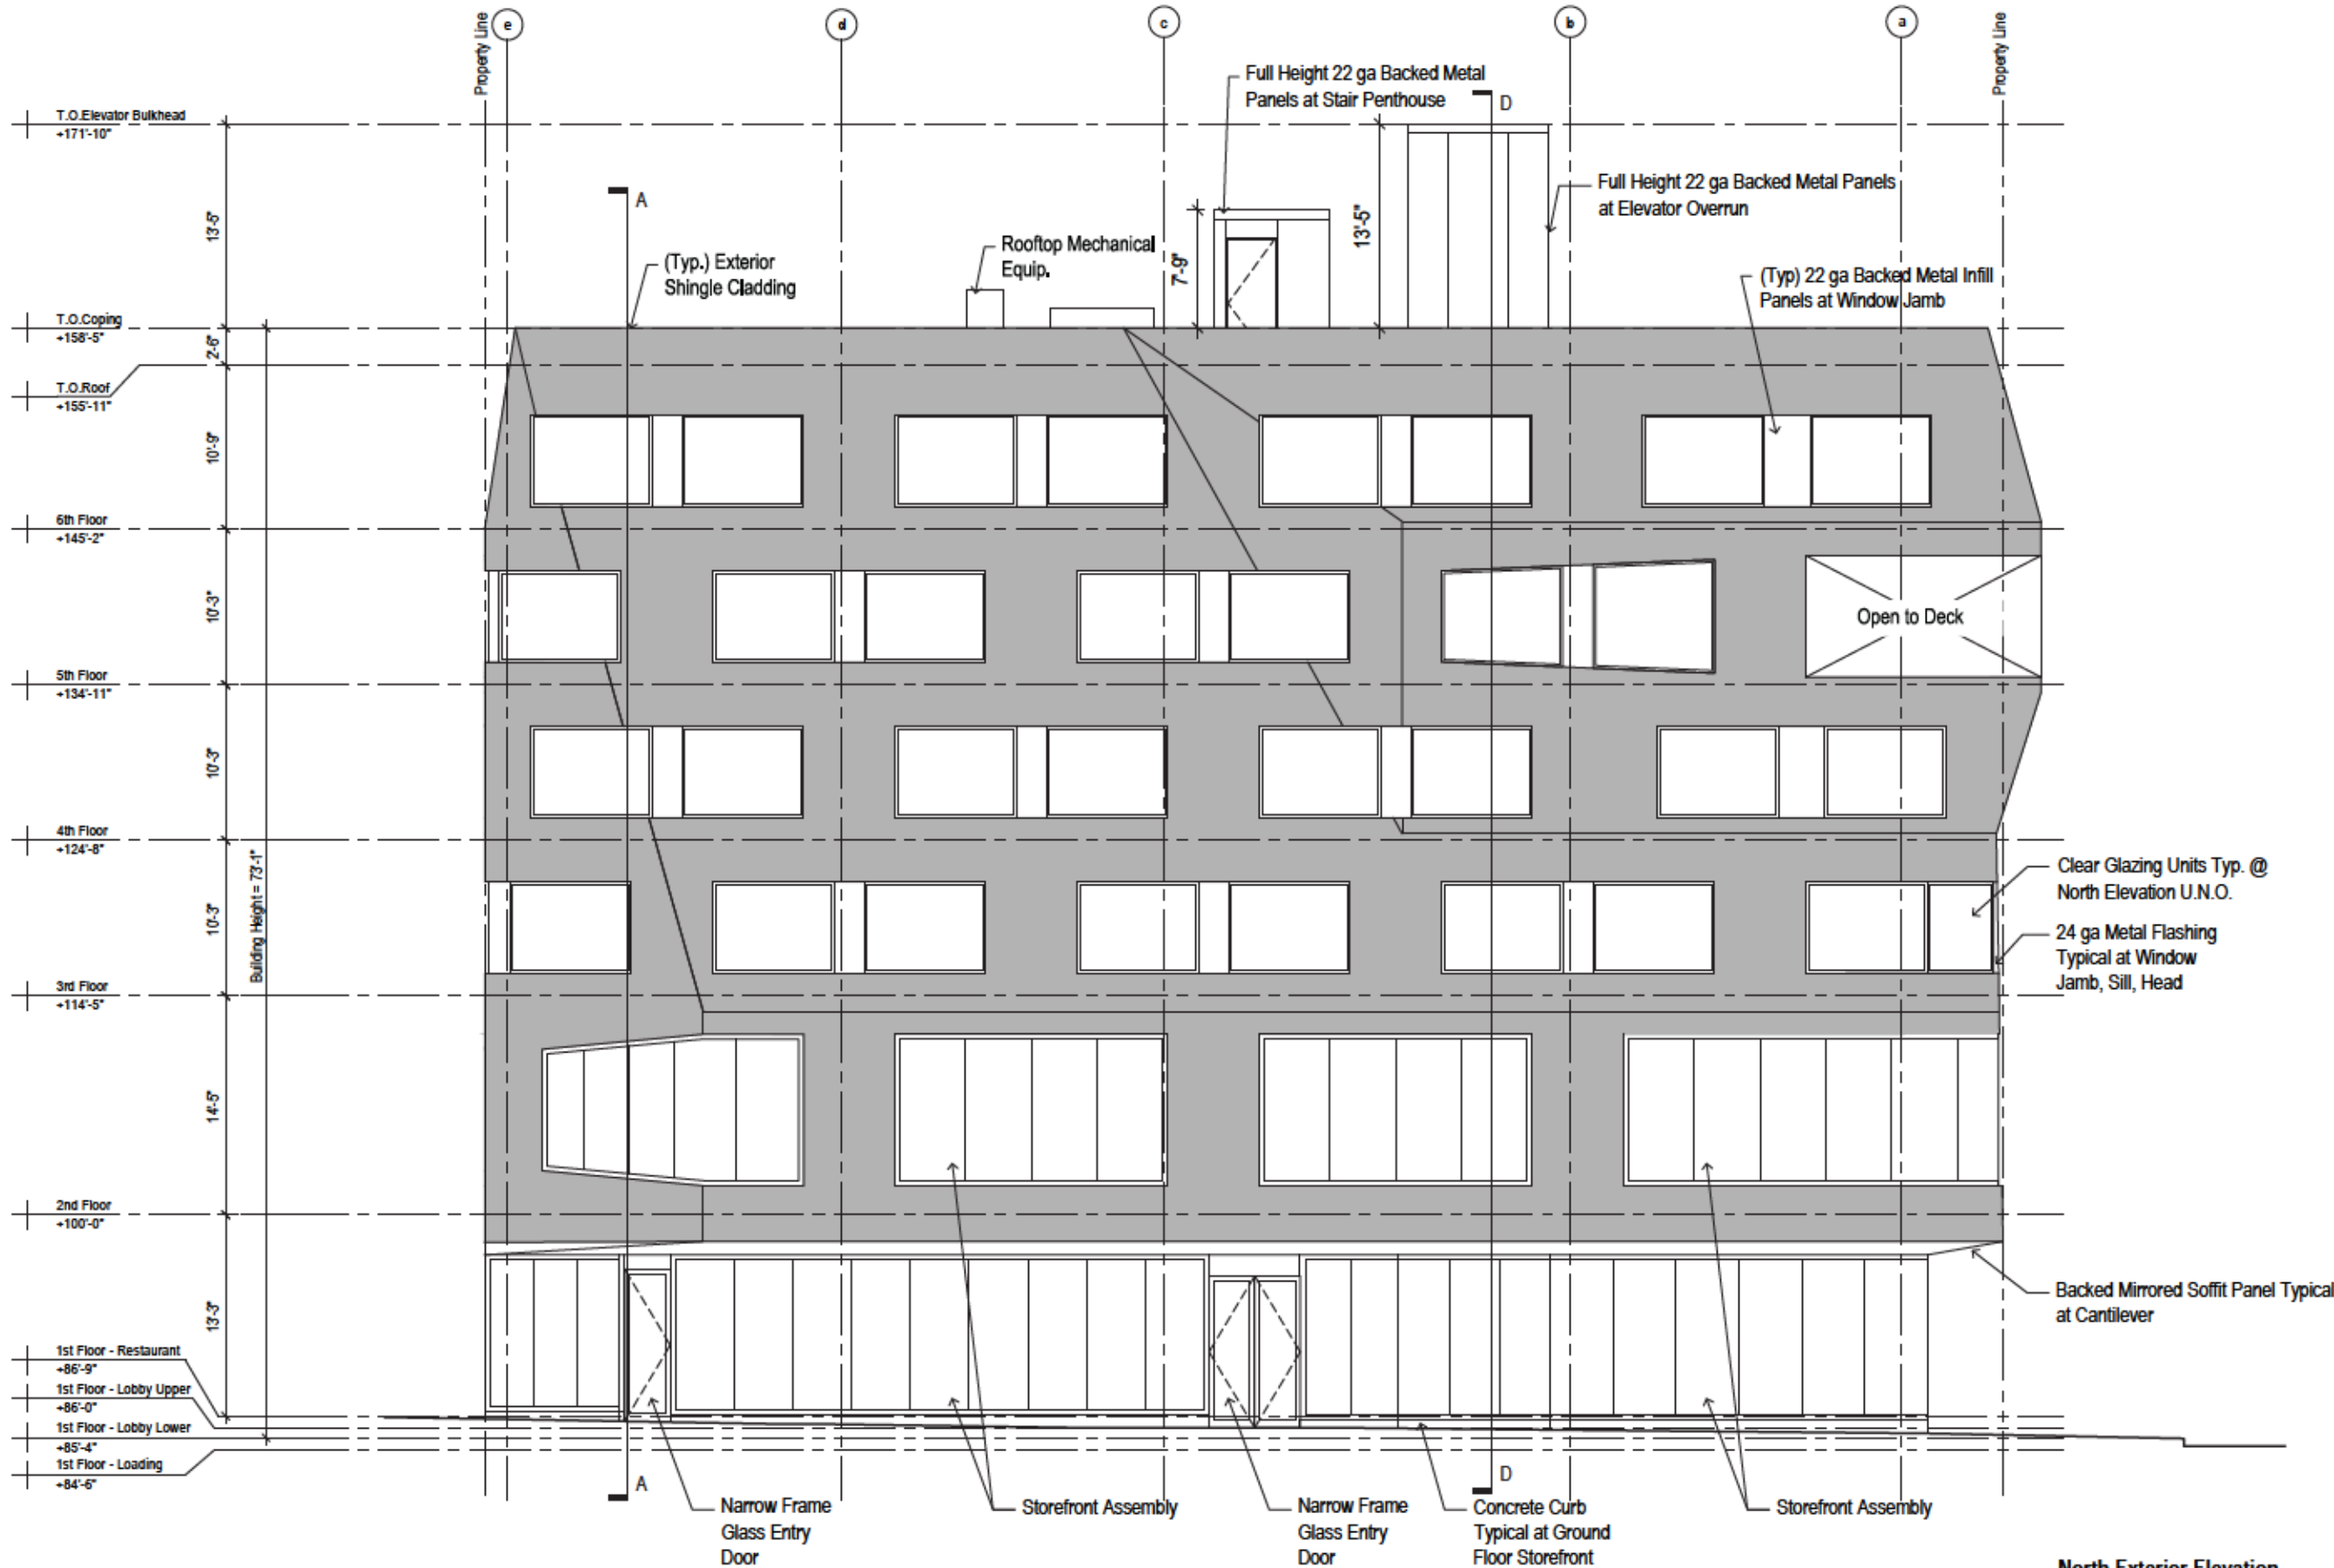 e
d
c
b
a
Property Line
Property Line
Full Height 22 ga Backed Metal
Panels at Stair Penthouse
D
T.O.Elevator Bulkhead
+171'-10"
Full Height 22 ga Backed Metal Panels
at Elevator Overrun
A
13'-5"
13'-5"
7'-9"
Rooftop Mechanical
Equip.
(Typ.) Exterior
Shingle Cladding
(Typ) 22 ga Backed Metal Infill
Panels at Window Jamb
T.O.Coping
+158'-5"
2'-6"
T.O.Roof
+155'-11"
10'-9"
6th Floor
+145'-2"
10'-3"
Open to Deck
5th Floor
+134'-11"
10'-3"
4th Floor
+124'-8"
Building Height = 73'-1"
10'-3"
Clear Glazing Units Typ. @
North Elevation U.N.O.
24 ga Metal Flashing
Typical at Window
Jamb, Sill, Head
3rd Floor
+114'-5"
14'-5"
2nd Floor
+100'-0"
13'-3"
Backed Mirrored Soffit Panel Typical
at Cantilever
1st Floor - Restaurant
+86'-9"
1st Floor - Lobby Upper
+86'-0"
1st Floor - Lobby Lower
+85'-4"
1st Floor - Loading
+84'-6"
A
D
Narrow Frame
Glass Entry
Door
Storefront Assembly
Narrow Frame
Glass Entry
Door
Concrete Curb
Typical at Ground
Floor Storefront
Storefront Assembly
North Exterior Elevation